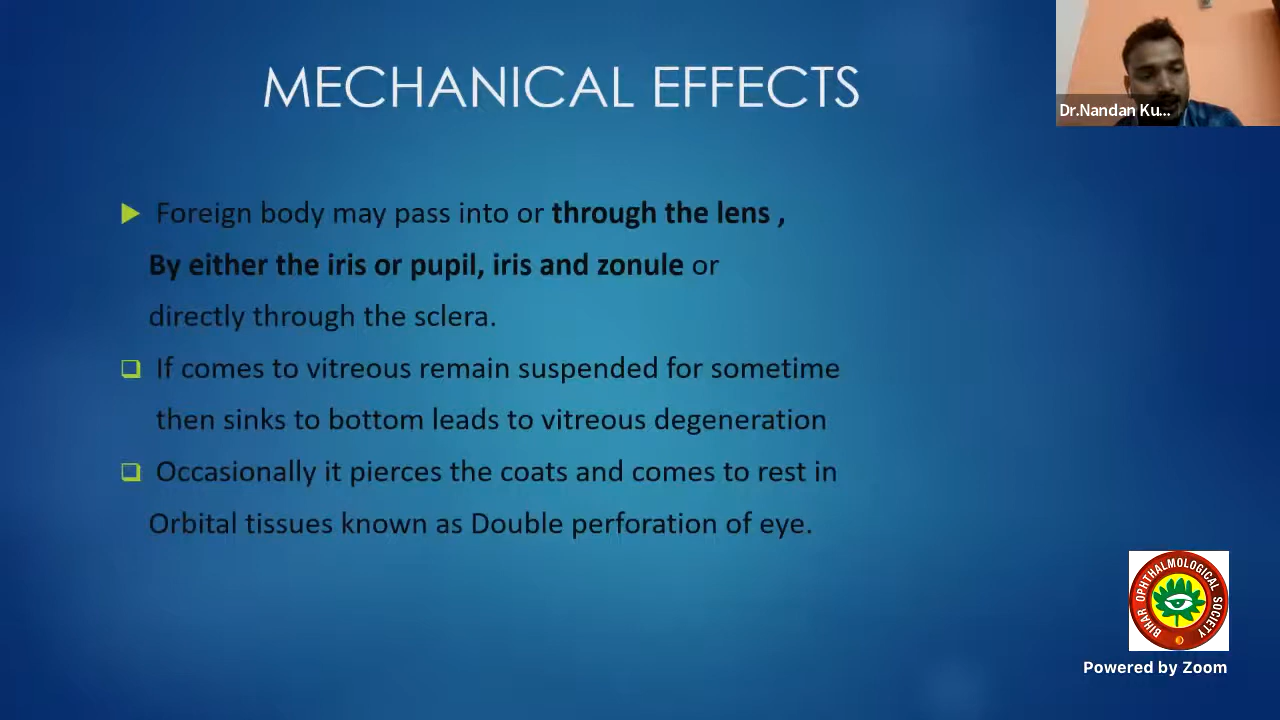 MECHANICAL EFFECTS
Dr.Nandan Ku...
Foreign body may pass into or through the lens ,
By either the iris or pupil, iris and zonule or
directly through the sclera.
If comes to vitreous remain suspended for sometime
then sinks to bottom leads to vitreous degeneration
Occasionally it pierces the coats and comes to rest in
Orbital tissues known as Double perforation of eye.
BIHAR OPHTHALMOLOGICAL SOCIETY
Powered by Zoom